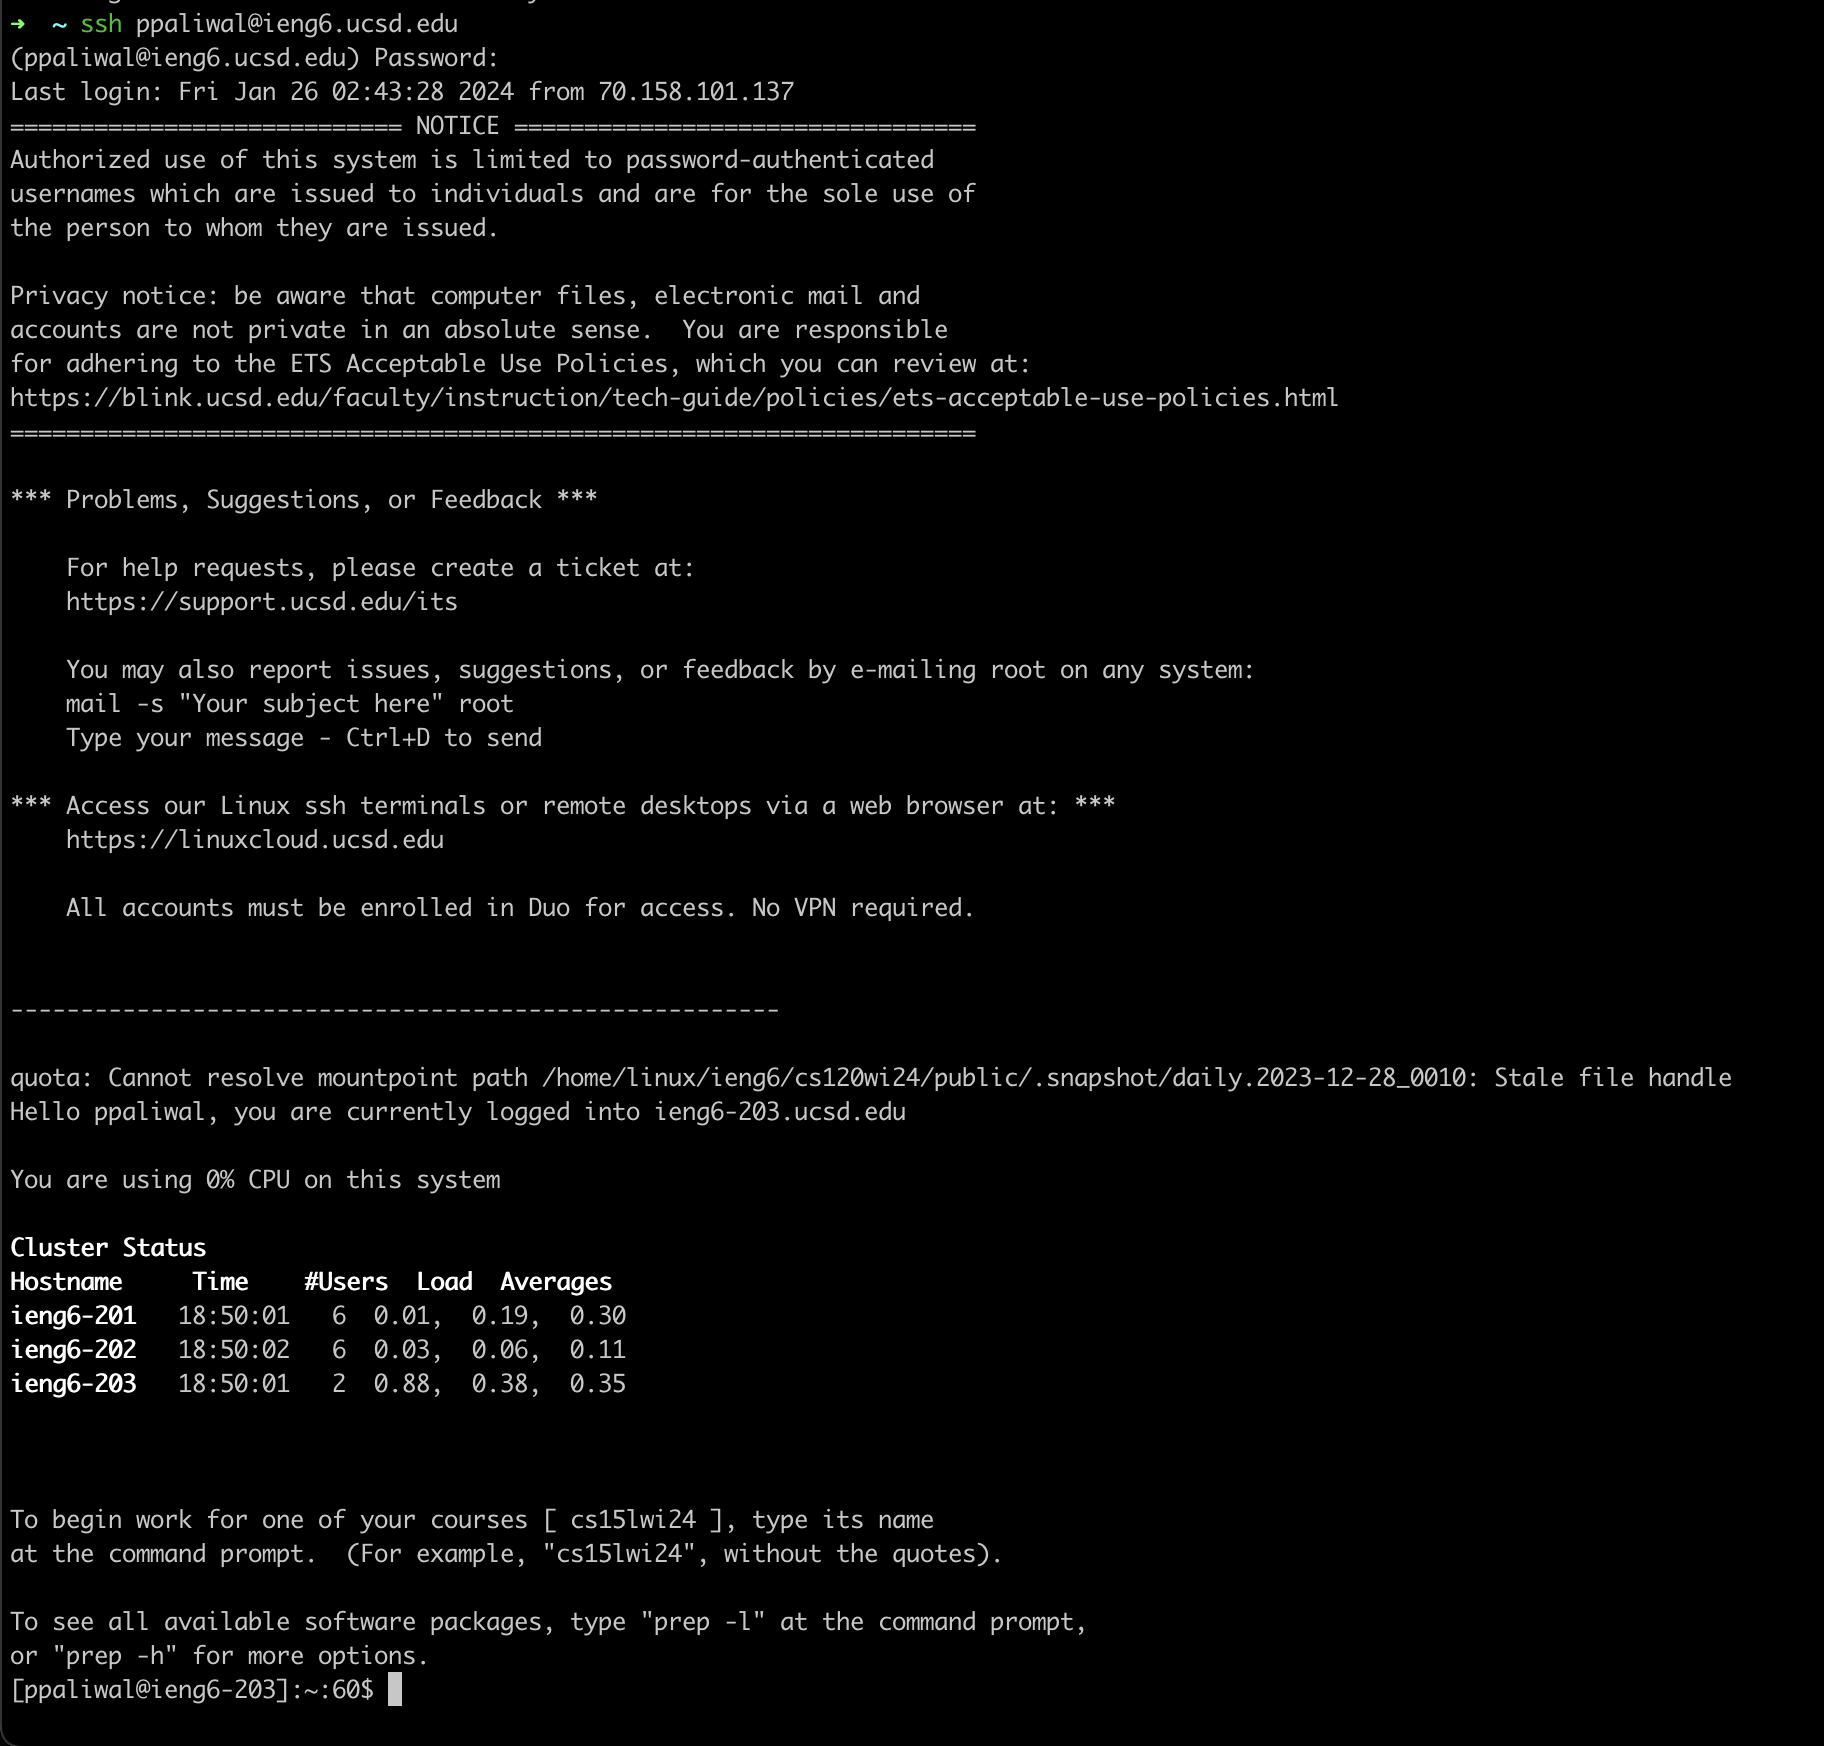 ➜  ~ ssh ppaliwal@ieng6.ucsd.edu
(ppaliwal@ieng6.ucsd.edu) Password:
Last login: Fri Jan 26 02:43:28 2024 from 70.158.101.137
============================ NOTICE =================================
Authorized use of this system is limited to password-authenticated
usernames which are issued to individuals and are for the sole use of
the person to whom they are issued.

Privacy notice: be aware that computer files, electronic mail and
accounts are not private in an absolute sense.  You are responsible
for adhering to the ETS Acceptable Use Policies, which you can review at:
https://blink.ucsd.edu/faculty/instruction/tech-guide/policies/ets-acceptable-use-policies.html
=====================================================================

*** Problems, Suggestions, or Feedback ***

    For help requests, please create a ticket at:
    https://support.ucsd.edu/its

    You may also report issues, suggestions, or feedback by e-mailing root on any system:
    mail -s "Your subject here" root
    Type your message - Ctrl+D to send

*** Access our Linux ssh terminals or remote desktops via a web browser at: ***
    https://linuxcloud.ucsd.edu

    All accounts must be enrolled in Duo for access. No VPN required.

-------------------------------------------------------

quota: Cannot resolve mountpoint path /home/linux/ieng6/cs120wi24/public/.snapshot/daily.2023-12-28_0010: Stale file handle
Hello ppaliwal, you are currently logged into ieng6-203.ucsd.edu

You are using 0% CPU on this system

Cluster Status
Hostname     Time    #Users  Load  Averages
ieng6-201   18:50:01   6  0.01,  0.19,  0.30
ieng6-202   18:50:02   6  0.03,  0.06,  0.11
ieng6-203   18:50:01   2  0.88,  0.38,  0.35

To begin work for one of your courses [ cs15lwi24 ], type its name
at the command prompt.  (For example, "cs15lwi24", without the quotes).

To see all available software packages, type "prep -l" at the command prompt,
or "prep -h" for more options.
[ppaliwal@ieng6-203]:~:60$